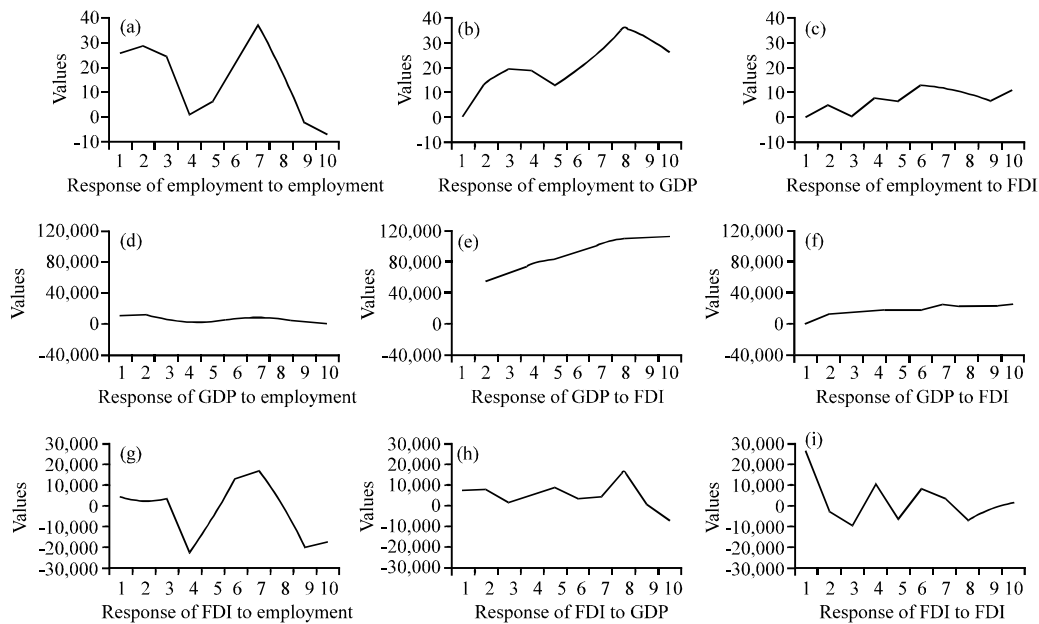 (a)
40
30
20
10
0
-10
Values
1 2 3 4 5 6 7 8 9 10
Response of employment to employment
(b)
40
30
20
10
0
-10
Values
1 2 3 4 5 6 7 8 9 10
Response of employment to GDP
(c)
40
30
20
10
0
-10
Values
1 2 3 4 5 6 7 8 9 10
Response of employment to FDI
(d)
120,000
80,000
40,000
0
-40,000
Values
1 2 3 4 5 6 7 8 9 10
Response of GDP to employment
(e)
120,000
80,000
40,000
0
-40,000
Values
1 2 3 4 5 6 7 8 9 10
Response of GDP to FDI
(f)
120,000
80,000
40,000
0
-40,000
Values
1 2 3 4 5 6 7 8 9 10
Response of GDP to FDI
(g)
30,000
20,000
10,000
0
-10,000
-20,000
-30,000
Values
1 2 3 4 5 6 7 8 9 10
Response of FDI to employment
(h)
30,000
20,000
10,000
0
-10,000
-20,000
-30,000
Values
1 2 3 4 5 6 7 8 9 10
Response of FDI to GDP
(i)
30,000
20,000
10,000
0
-10,000
-20,000
-30,000
Values
1 2 3 4 5 6 7 8 9 10
Response of FDI to FDI